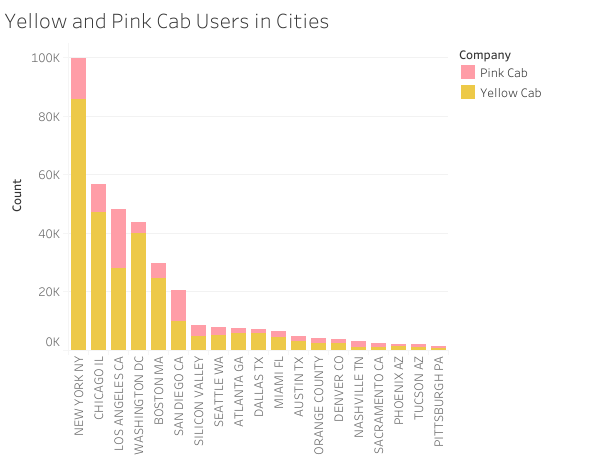 Yellow and Pink Cab Users in Cities
Company
Pink Cab
Yellow Cab
100K
80K
60K
40K
20K
0K
Count
NEW YORK NY
CHICAGO IL
LOS ANGELES CA
WASHINGTON DC
BOSTON MA
SAN DIEGO CA
SILICON VALLEY
SEATTLE WA
ATLANTA GA
DALLAS TX
MIAMI FL
AUSTIN TX
ORANGE COUNTY
DENVER CO
NASHVILLE TN
SACRAMENTO CA
PHOENIX AZ
TUCSON AZ
PITTSBURGH PA